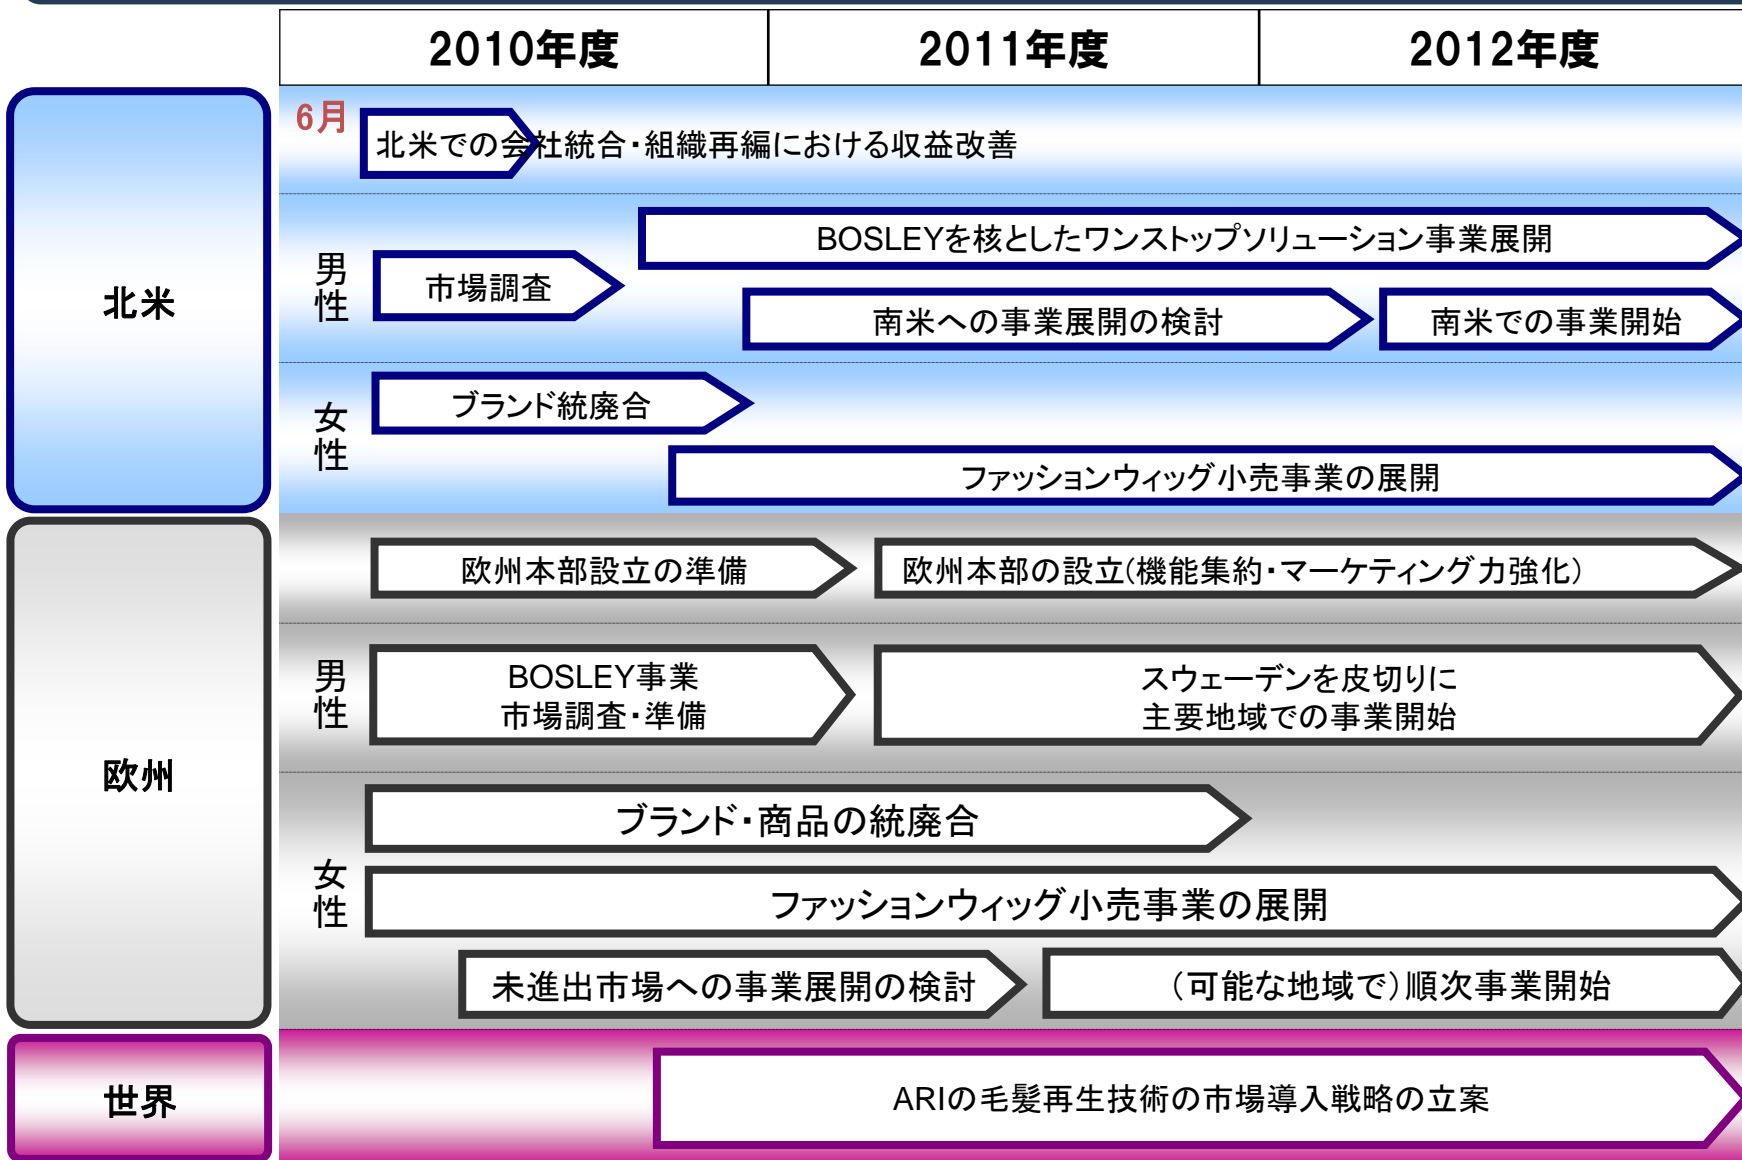 2010年度
2011年度
2012年度
北米
6月
北米での会社統合・組織再編における収益改善
男性
市場調査
BOSLEYを核としたワンストップソリューション事業展開
南米への事業展開の検討
南米での事業開始
女性
ブランド統廃合
ファッションウィッグ小売事業の展開
欧州
欧州本部設立の準備
欧州本部の設立(機能集約・マーケティング力強化)
男性
BOSLEY事業
市場調査・準備
スウェーデンを皮切りに
主要地域での事業開始
女性
ブランド・商品の統廃合
ファッションウィッグ小売事業の展開
未進出市場への事業展開の検討
(可能な地域で)順次事業開始
世界
ARIの毛髪再生技術の市場導入戦略の立案